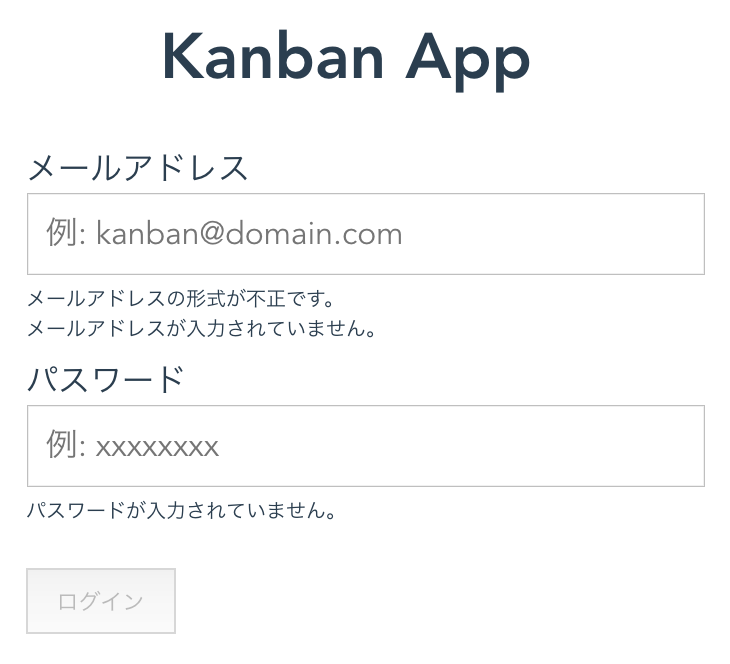 Kanban App
メールアドレス
例: kanban@domain.com
メールアドレスの形式が不正です。
メールアドレスが入力されていません。
パスワード
例: xxxxxxxx
パスワードが入力されていません。
ログイン